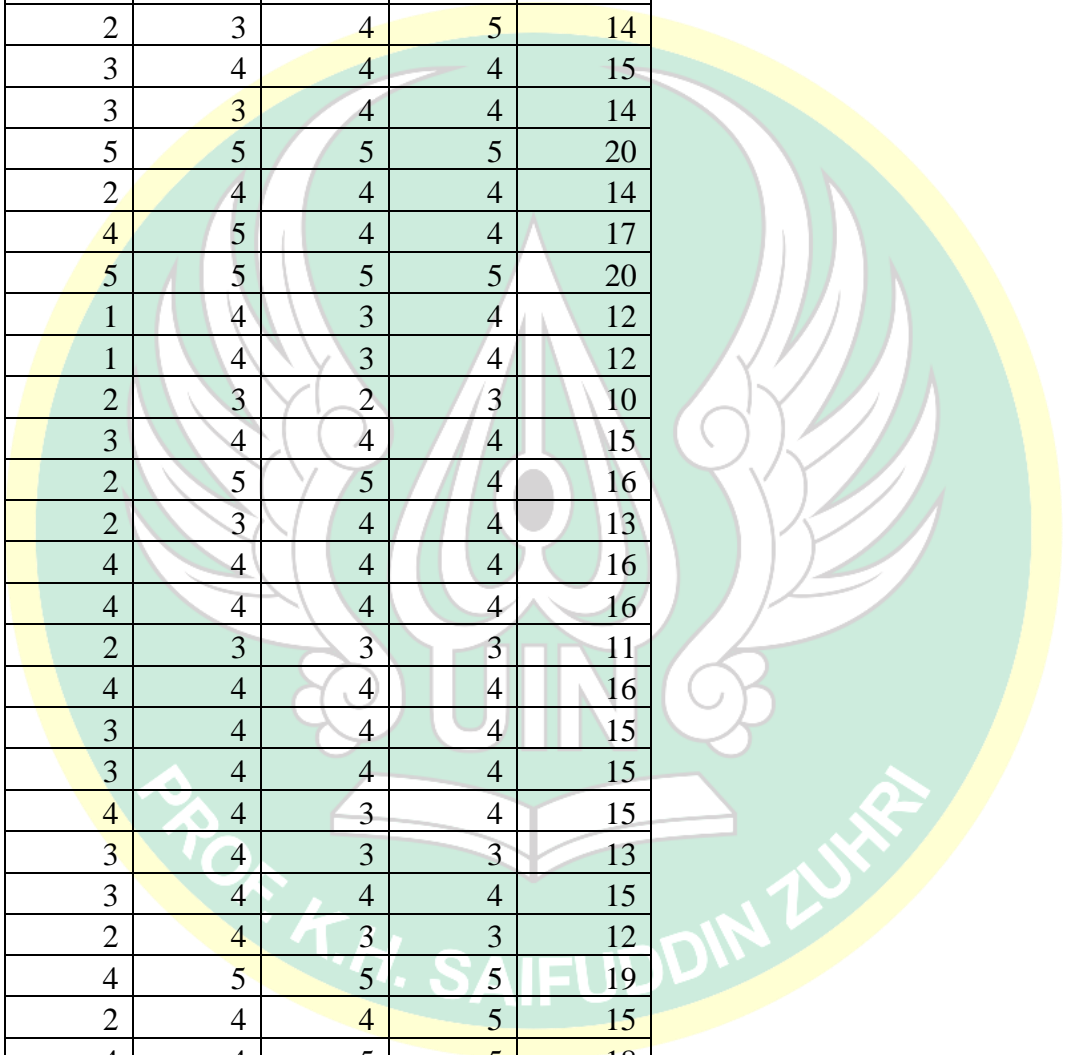 2 3 4 5 14
3 4 4 4 15
3 3 4 4 14
5 5 5 5 20
2 4 4 4 14
4 5 4 4 17
5 5 5 5 20
1 4 3 4 12
1 4 3 4 12
2 3 2 3 10
3 4 4 4 15
2 5 5 4 16
2 3 4 4 13
4 4 4 4 16
4 4 4 4 16
2 3 3 3 11
4 4 4 4 16
3 4 4 4 15
3 4 4 4 15
4 4 3 4 15
3 4 3 3 13
3 4 4 4 15
2 4 3 3 12
4 5 5 5 19
2 4 4 5 15
4 4 5 5 18
UIN
PROF. K.H. SAIFUDDIN ZUHRI